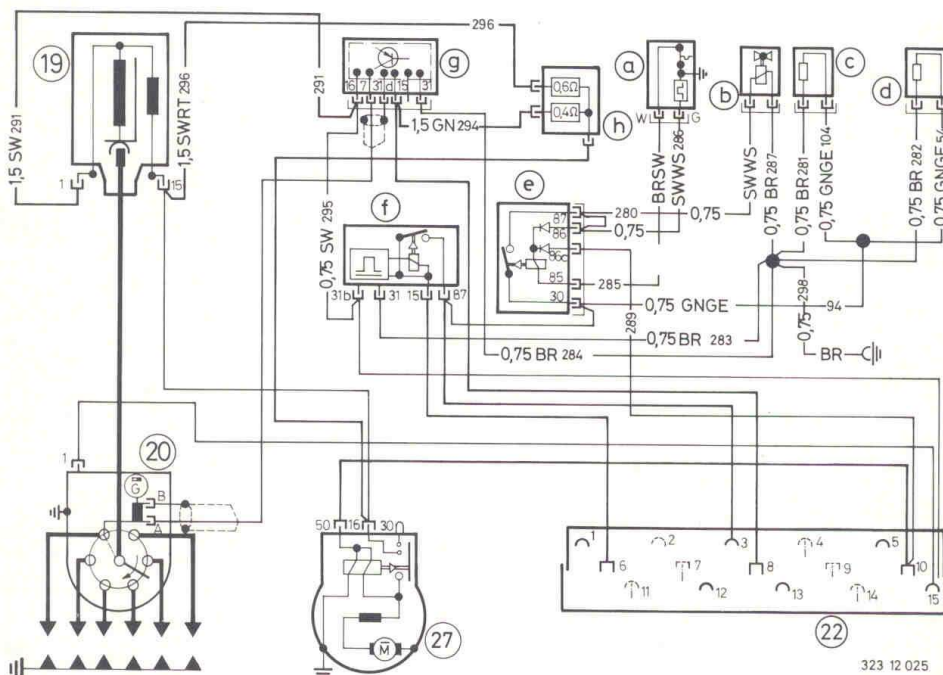 296
19
1,5 SW 291
1,5 SWRT 296
291
16 7 31 d 15 31
g
1,5 GN 294
0,6Ω
0,4Ω
h
a
W G
BRSW
SWWS 286
b
SWWS
0,75 BR 287
c
0,75 BR 281
0,75 GNGE 104
d
0,75 BR 282
0,75 GNGE 54
1 15
0,75 SW 295
f
31b 31 15 87
e
87
86
86c
85
30
280 0,75
0,75
285
0,75 GNGE 94
289
0,75 BR 283
0,75 BR 284
0,75 298
BR
1
20
G
B
A
50 16 30
M
27
1 2 3 4 5
6 7 8 9 10
11 12 13 14 15
22
323 12 025